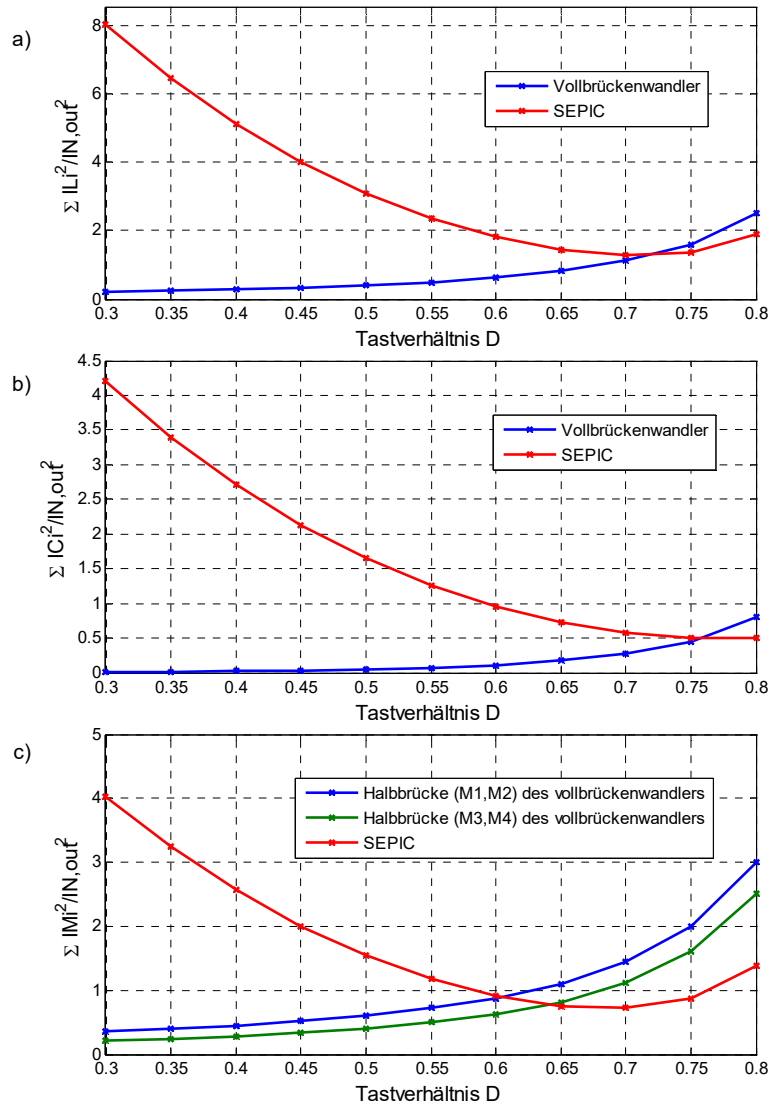 a)
Σ ILi²/IN,out²
8
6
4
2
0
Vollbrückenwandler
SEPIC
0.3 0.35 0.4 0.45 0.5 0.55 0.6 0.65 0.7 0.75 0.8
Tastverhältnis D
b)
Σ ICi²/IN,out²
4.5
4
3.5
3
2.5
2
1.5
1
0.5
0
Vollbrückenwandler
SEPIC
0.3 0.35 0.4 0.45 0.5 0.55 0.6 0.65 0.7 0.75 0.8
Tastverhältnis D
c)
Σ IMi²/IN,out²
5
4
3
2
1
0
Halbbrücke (M1,M2) des vollbrückenwandlers
Halbbrücke (M3,M4) des vollbrückenwandlers
SEPIC
0.3 0.35 0.4 0.45 0.5 0.55 0.6 0.65 0.7 0.75 0.8
Tastverhältnis D